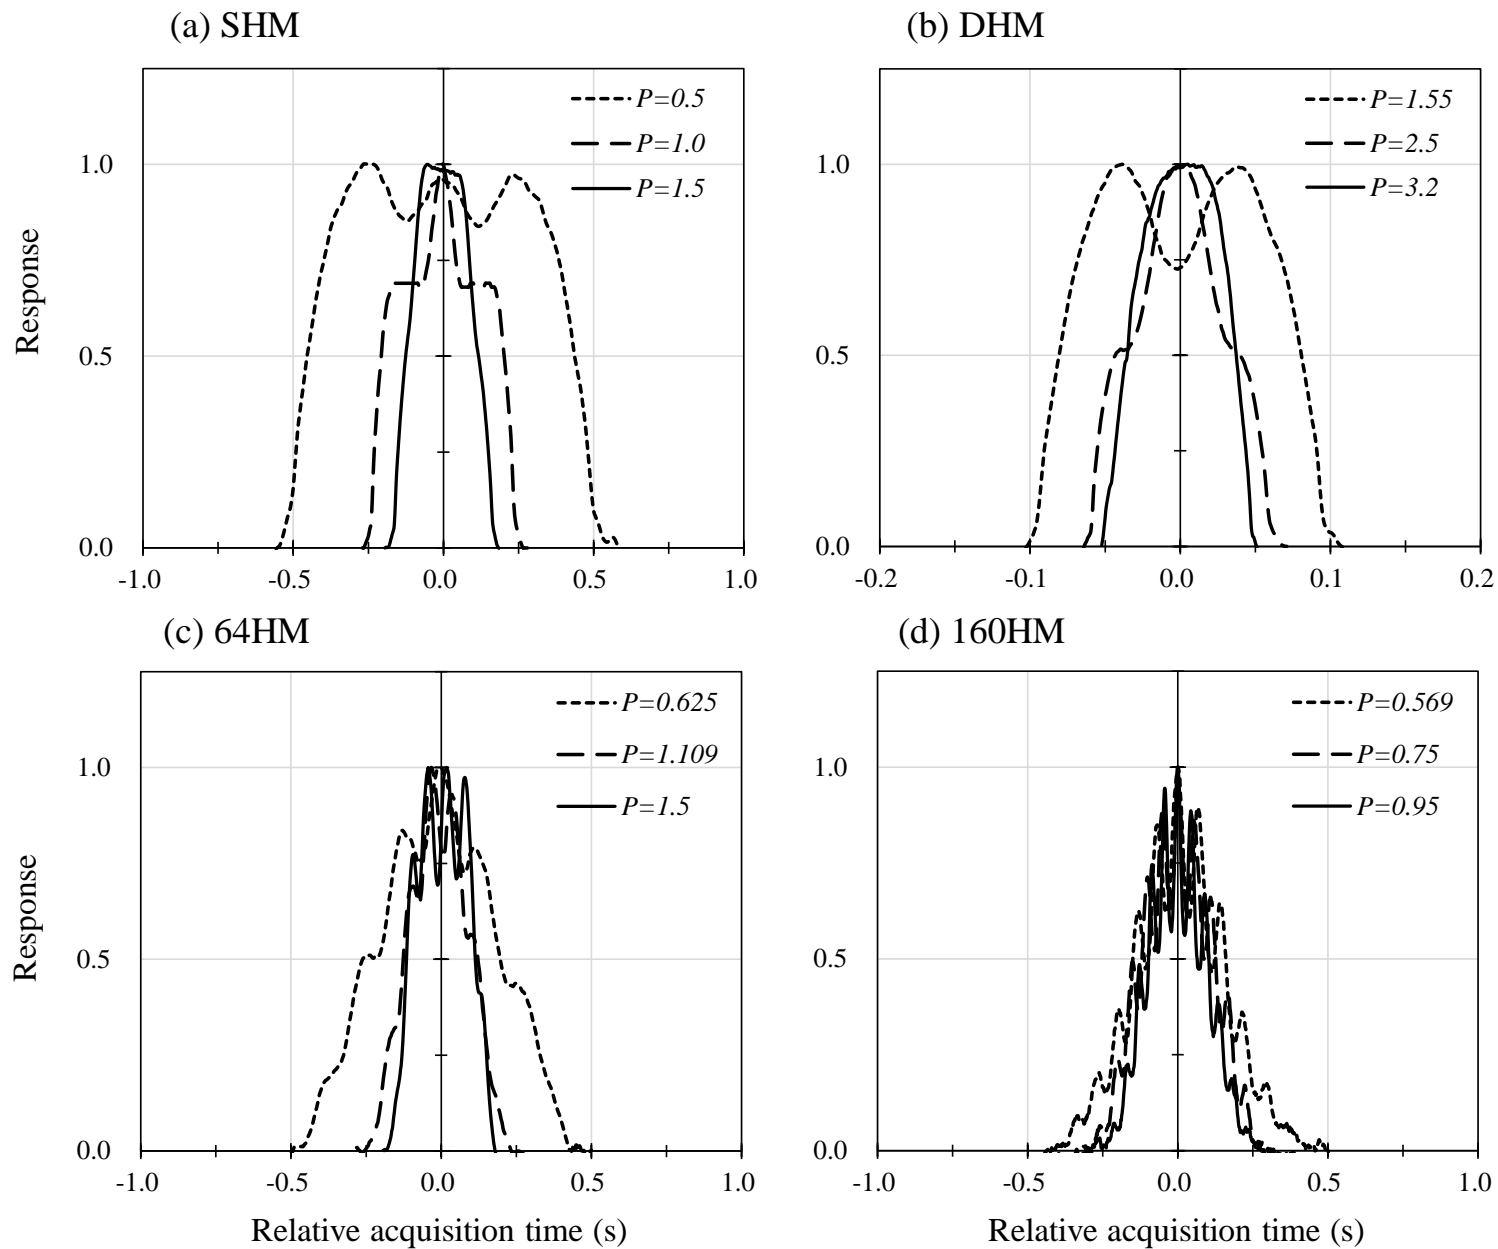 (a) SHM
P=0.5
P=1.0
P=1.5
1.0
0.5
0.0
-1.0 -0.5 0.0 0.5 1.0
Response
(b) DHM
P=1.55
P=2.5
P=3.2
1.0
0.5
0.0
-0.2 -0.1 0.0 0.1 0.2
(c) 64HM
P=0.625
P=1.109
P=1.5
1.0
0.5
0.0
-1.0 -0.5 0.0 0.5 1.0
Response
Relative acquisition time (s)
(d) 160HM
P=0.569
P=0.75
P=0.95
1.0
0.5
0.0
-1.0 -0.5 0.0 0.5 1.0
Relative acquisition time (s)